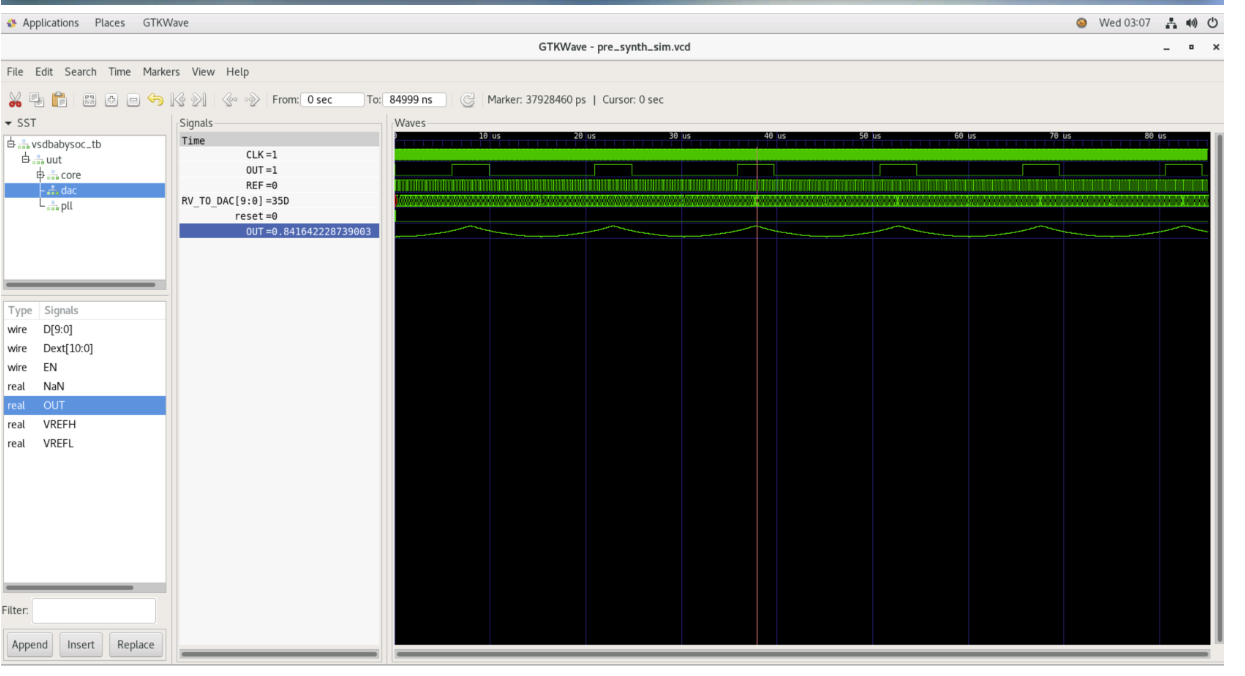 Applications Places GTKWave Wed 03:07
GTKWave - pre_synth_sim.vcd
File Edit Search Time Markers View Help
From: 0 sec To: 84999 ns Marker: 37928460 ps | Cursor: 0 sec
SST
vsdbabysoc_tb
uut
core
dac
pll
Type Signals
wire D[9:0]
wire Dext[10:0]
wire EN
real NaN
real OUT
real VREFH
real VREFL
Filter:
Append Insert Replace
Signals
Time
CLK=1
OUT=1
REF=0
RV_TO_DAC[9:0]=35D
reset=0
OUT=0.841642228739003
Waves
10 us 20 us 30 us 40 us 50 us 60 us 70 us 80 us